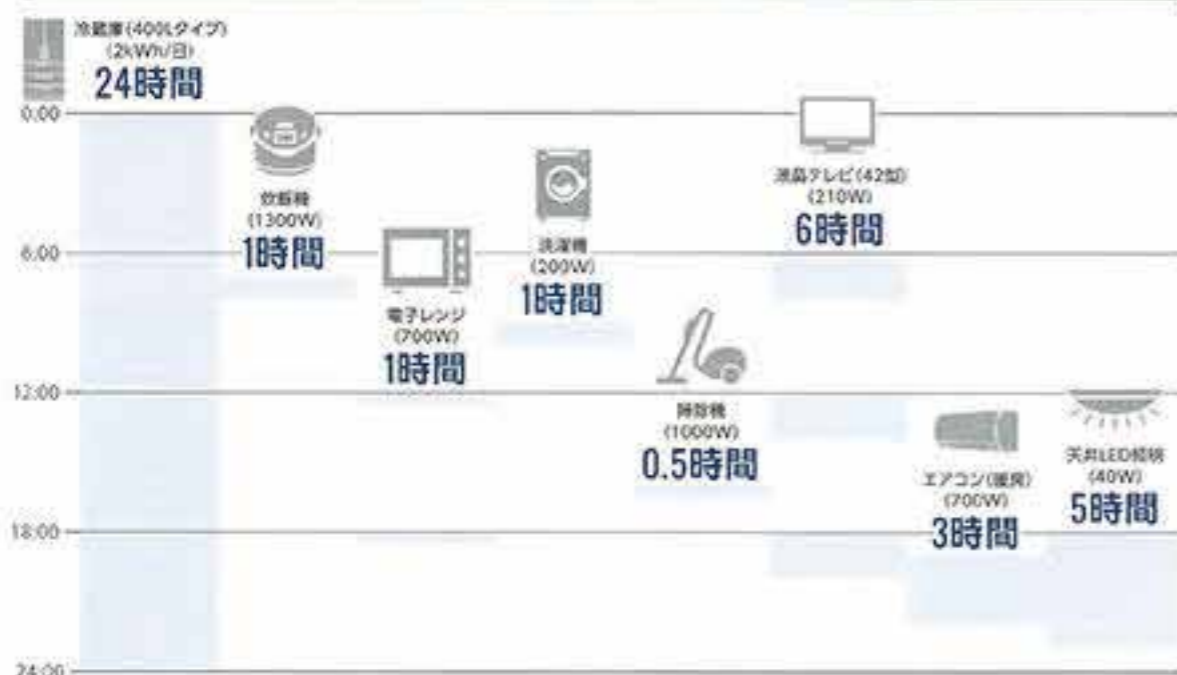 冷蔵庫(400Lタイプ)
(2kWh/日)
24時間
0:00
炊飯機
(1300W)
1時間
電子レンジ
(700W)
1時間
洗濯機
(200W)
1時間
掃除機
(1000W)
0.5時間
液晶テレビ(42型)
(210W)
6時間
エアコン(暖房)
(700W)
3時間
天井LED照明
(40W)
5時間
6:00
12:00
18:00
24:00